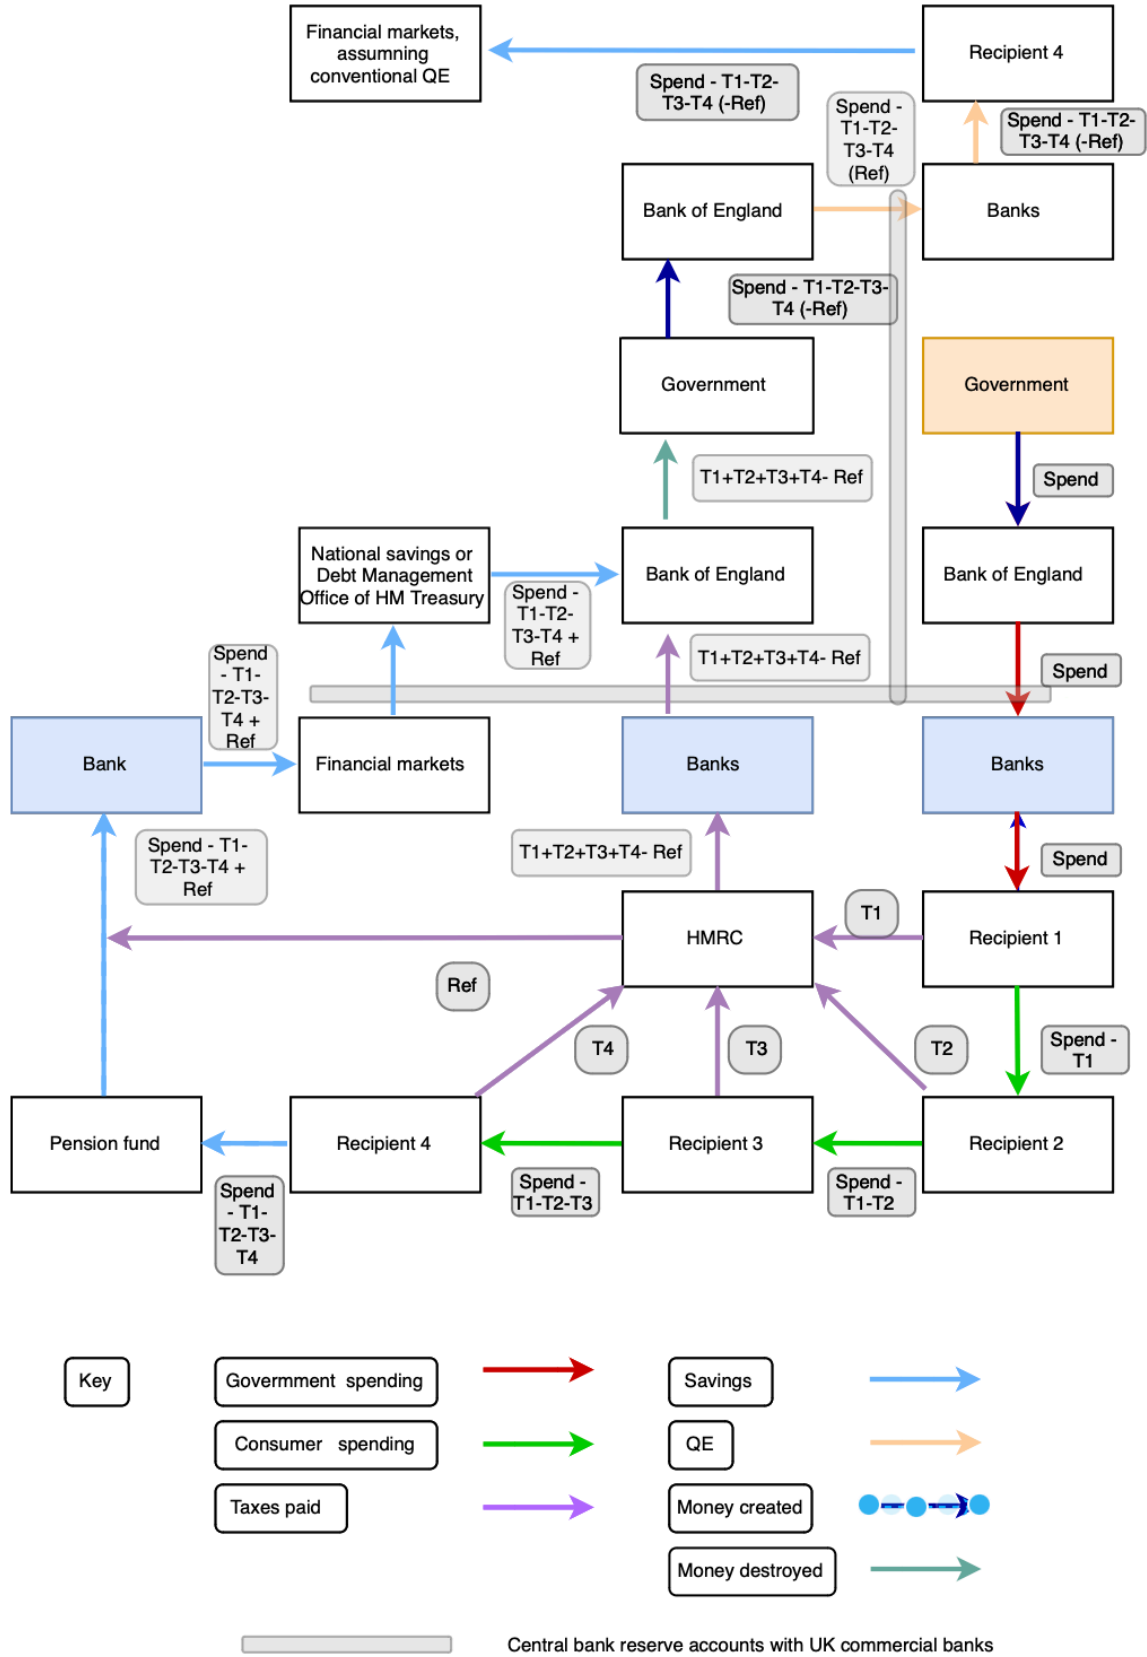 Financial markets,
assumning
conventional QE
Recipient 4
Spend - T1-T2-
T3-T4 (-Ref)
Spend -
T1-T2-
T3-T4
(Ref)
Spend - T1-T2-
T3-T4 (-Ref)
Bank of England
Banks
Spend - T1-T2-T3-
T4 (-Ref)
Government
Government
T1+T2+T3+T4- Ref
Spend
National savings or
Debt Management
Office of HM Treasury
Spend -
T1-T2-
T3-T4 +
Ref
Bank of England
Bank of England
Spend
- T1-
T2-T3-
T4 +
Ref
T1+T2+T3+T4- Ref
Spend
Bank
Financial markets
Banks
Banks
Spend - T1-
T2-T3-T4 +
Ref
T1+T2+T3+T4- Ref
Spend
HMRC
T1
Recipient 1
Ref
T4
T3
T2
Spend -
T1
Pension fund
Recipient 4
Recipient 3
Recipient 2
Spend
- T1-
T2-T3-
T4
Spend -
T1-T2-T3
Spend -
T1-T2
Key
Govermment spending
Savings
Consumer spending
QE
Taxes paid
Money created
Money destroyed
Central bank reserve accounts with UK commercial banks